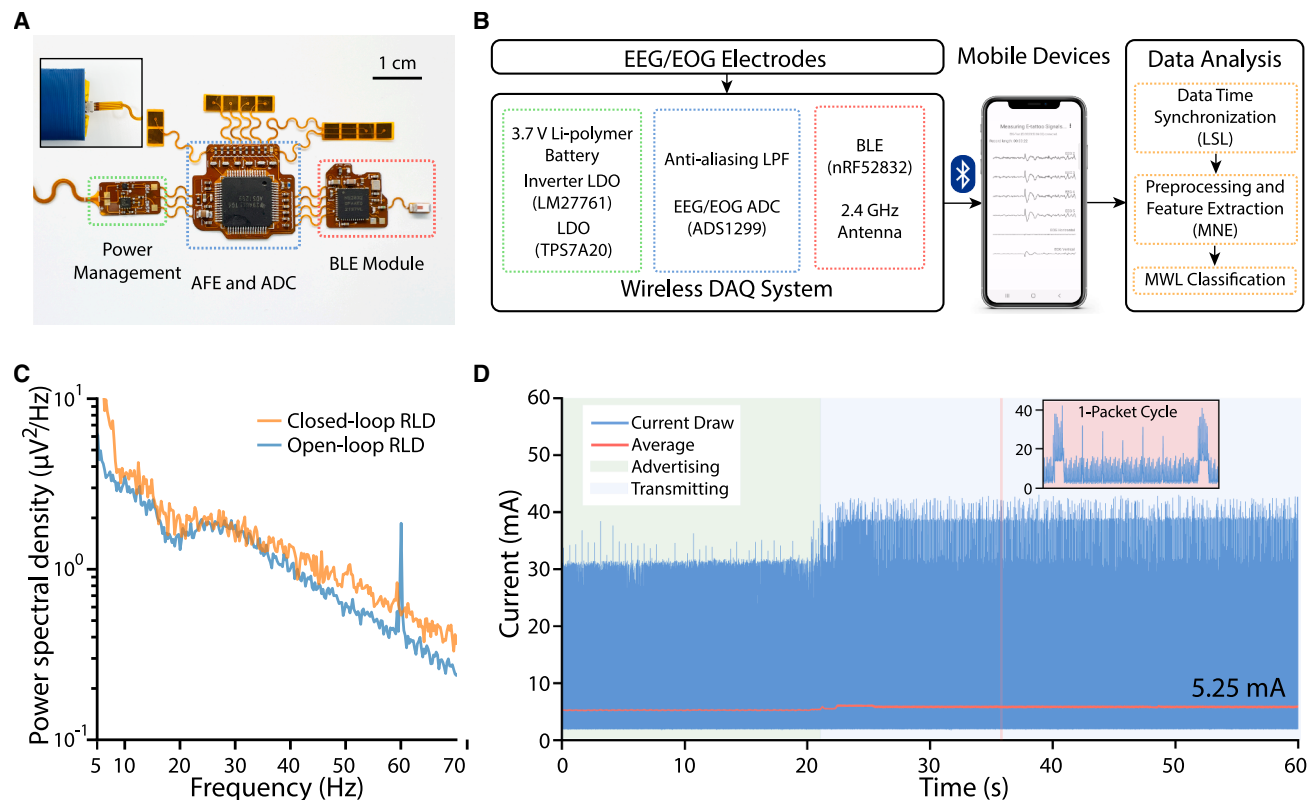 A
1 cm
Power
Management
AFE and ADC
BLE Module
B
EEG/EOG Electrodes
3.7 V Li-polymer
Battery
Inverter LDO
(LM27761)
LDO
(TPS7A20)
Anti-aliasing LPF
EEG/EOG ADC
(ADS1299)
BLE
(nRF52832)
2.4 GHz
Antenna
Wireless DAQ System
Mobile Devices
Measuring E-tattoo Signals...
Data Analysis
Data Time
Synchronization
(LSL)
Preprocessing and
Feature Extraction
(MNE)
MWL Classification
C
Power spectral density (µV²/Hz)
10¹
10⁰
10⁻¹
Closed-loop RLD
Open-loop RLD
5 10 20 30 40 50 60 70
Frequency (Hz)
D
Current (mA)
60
50
40
30
20
10
0
Current Draw
Average
Advertising
Transmitting
1-Packet Cycle
40
20
0
5.25 mA
0 10 20 30 40 50 60
Time (s)